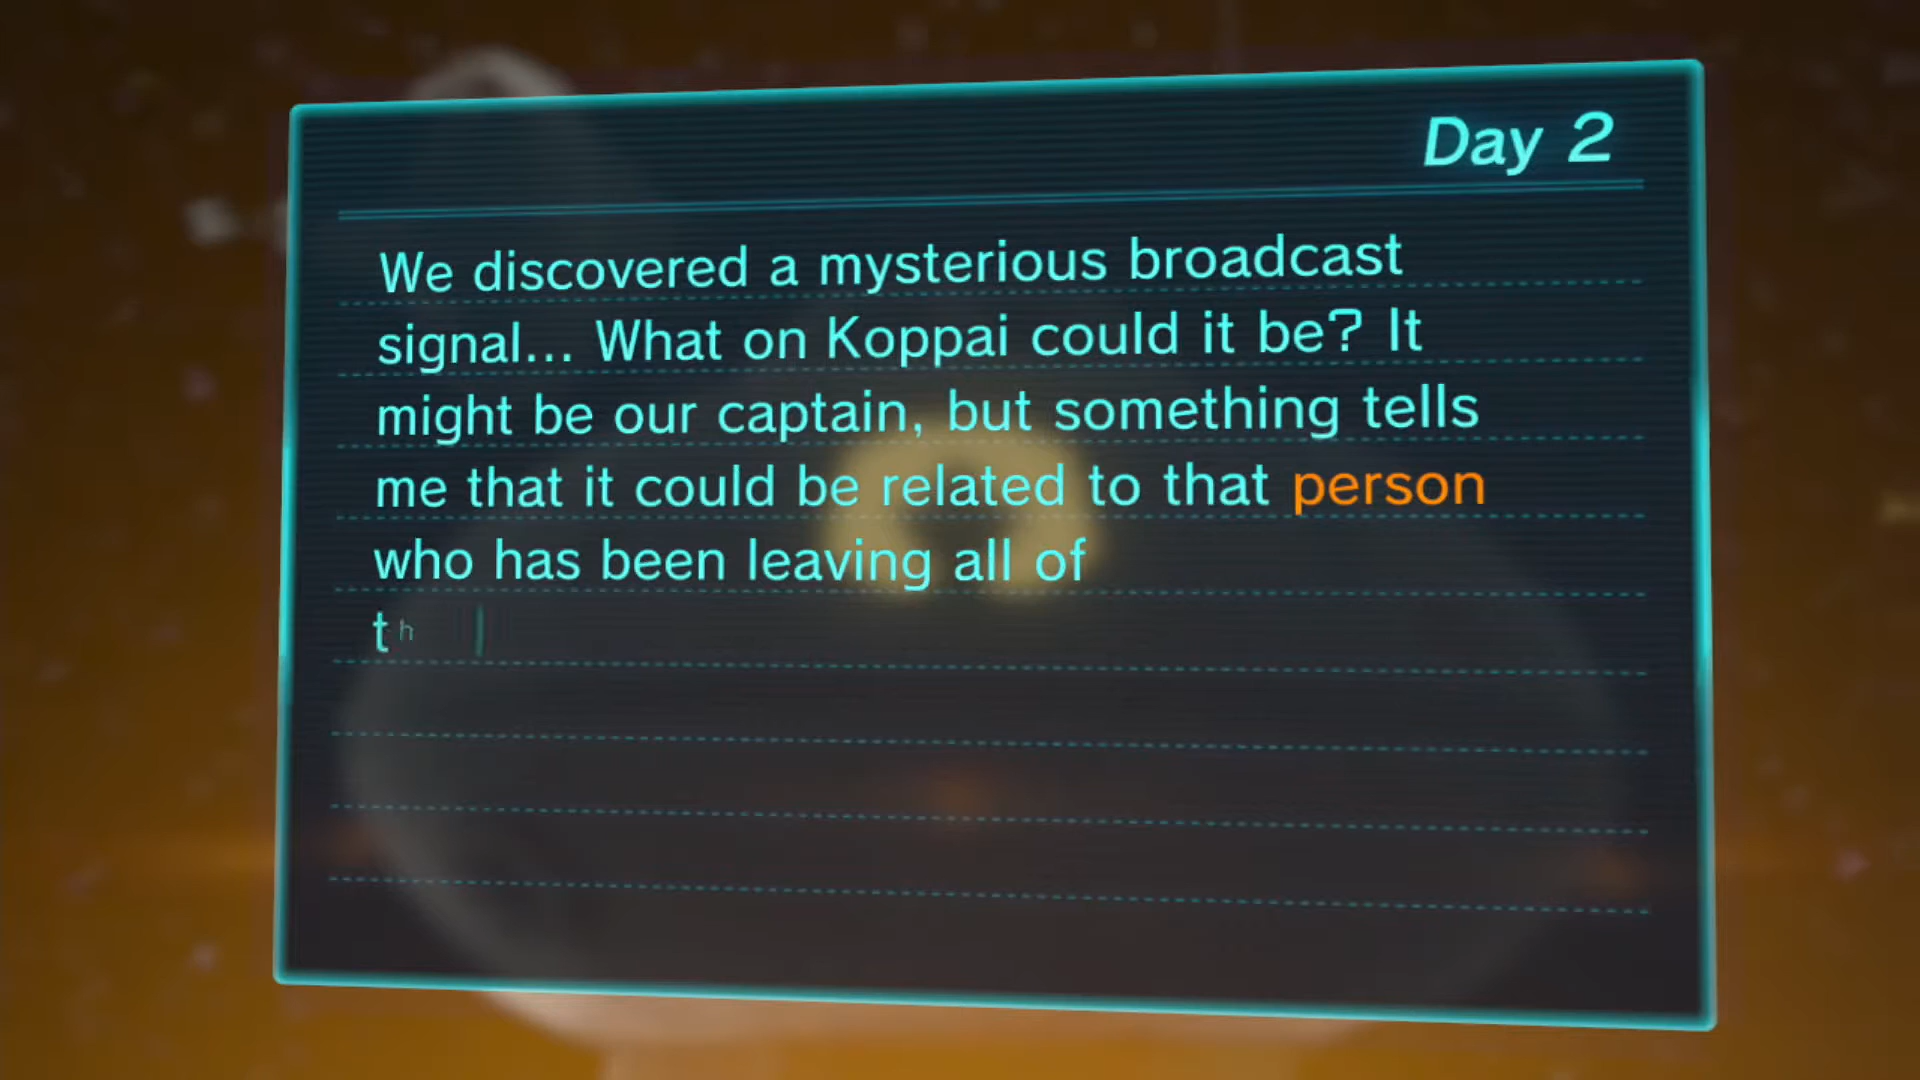 Day 2
We discovered a mysterious broadcast
signal... What on Koppai could it be? It
might be our captain, but something tells
me that it could be related to that person
who has been leaving all of
th